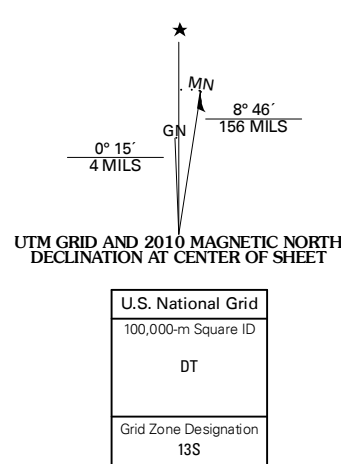 ★
MN
GN
8° 46´
156 MILS
0° 15´
4 MILS
UTM GRID AND 2010 MAGNETIC NORTH
DECLINATION AT CENTER OF SHEET
U.S. National Grid
100,000-m Square ID
DT
Grid Zone Designation
13S